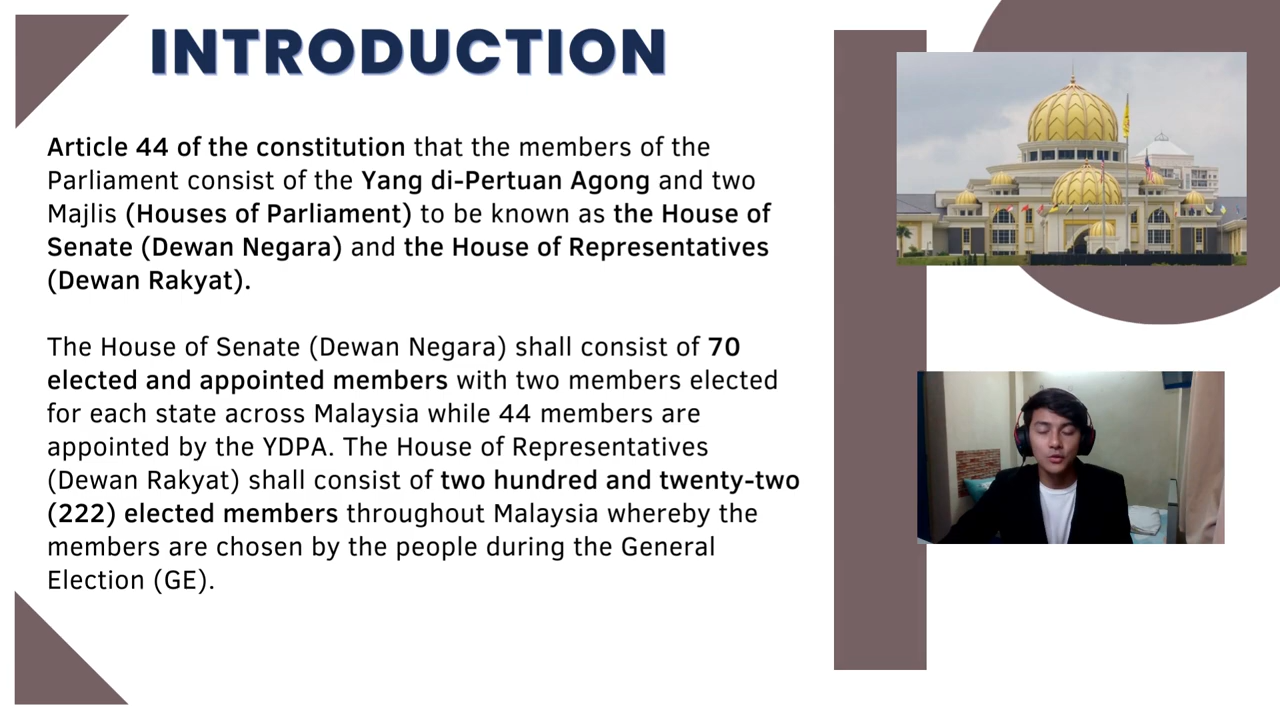 INTRODUCTION
Article 44 of the constitution that the members of the
Parliament consist of the Yang di-Pertuan Agong and two
Majlis (Houses of Parliament) to be known as the House of
Senate (Dewan Negara) and the House of Representatives
(Dewan Rakyat).
The House of Senate (Dewan Negara) shall consist of 70
elected and appointed members with two members elected
for each state across Malaysia while 44 members are
appointed by the YDPA. The House of Representatives
(Dewan Rakyat) shall consist of two hundred and twenty-two
(222) elected members throughout Malaysia whereby the
members are chosen by the people during the General
Election (GE).